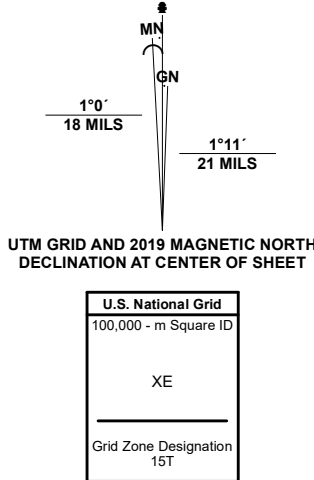 MN
GN
1°0´
18 MILS
1°11´
21 MILS
UTM GRID AND 2019 MAGNETIC NORTH
DECLINATION AT CENTER OF SHEET
U.S. National Grid
100,000 - m Square ID
XE
Grid Zone Designation
15T